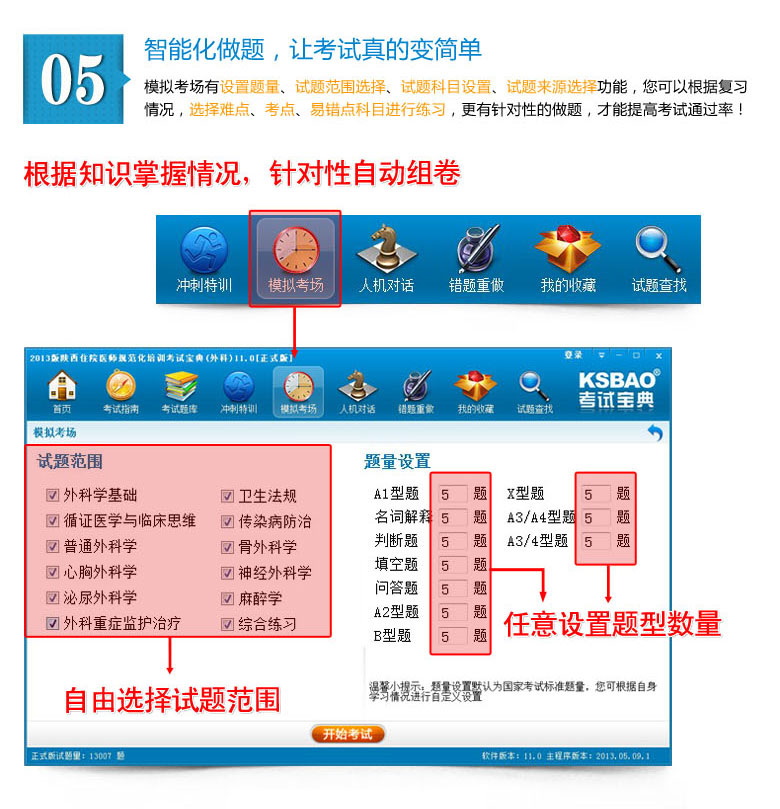 05
智能化做题，让考试真的变简单
模拟考场有设置题量、试题范围选择、试题科目设置、试题来源选择功能，您可以根据复习
情况，选择难点、考点、易错点科目进行练习，更有针对性的做题，才能提高考试通过率！
根据知识掌握情况，针对性自动组卷
冲刺特训 模拟考场 人机对话 错题重做 我的收藏 试题查找
2013版陕西住院医师规范化培训考试宝典(外科)11.0[正式版] 登录
首页 考试指南 考试题库 冲刺特训 模拟考场 人机对话 错题重做 我的收藏 试题查找
KSBAO®
考试宝典
模拟考场
试题范围
外科学基础 卫生法规
循证医学与临床思维 传染病防治
普通外科学 骨外科学
心胸外科学 神经外科学
泌尿外科学 麻醉学
外科重症监护治疗 综合练习
题量设置
A1型题 5 题 X型题 5 题
名词解释 5 题 A3/A4型题 5 题
判断题 5 题 A3/4型题 5 题
填空题 5 题
问答题 5 题
A2型题 5 题
B型题 5 题
任意设置题型数量
自由选择试题范围
温馨小提示：题量设置默认为国家考试标准题量，您可根据自身
学习情况进行自定义设置
开始考试
正式版试题量：13007 题 软件版本：11.0 主程序版本：2013.05.09.1